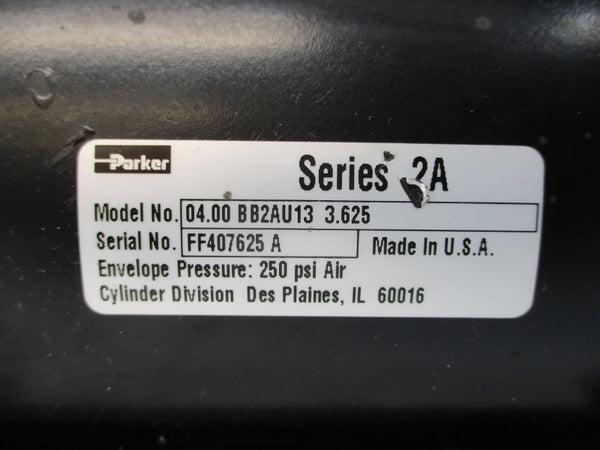 Parker
Series 2A
Model No. 04.00 BB2AU13 3.625
Serial No. FF407625 A
Made In U.S.A.
Envelope Pressure: 250 psi Air
Cylinder Division Des Plaines, IL 60016